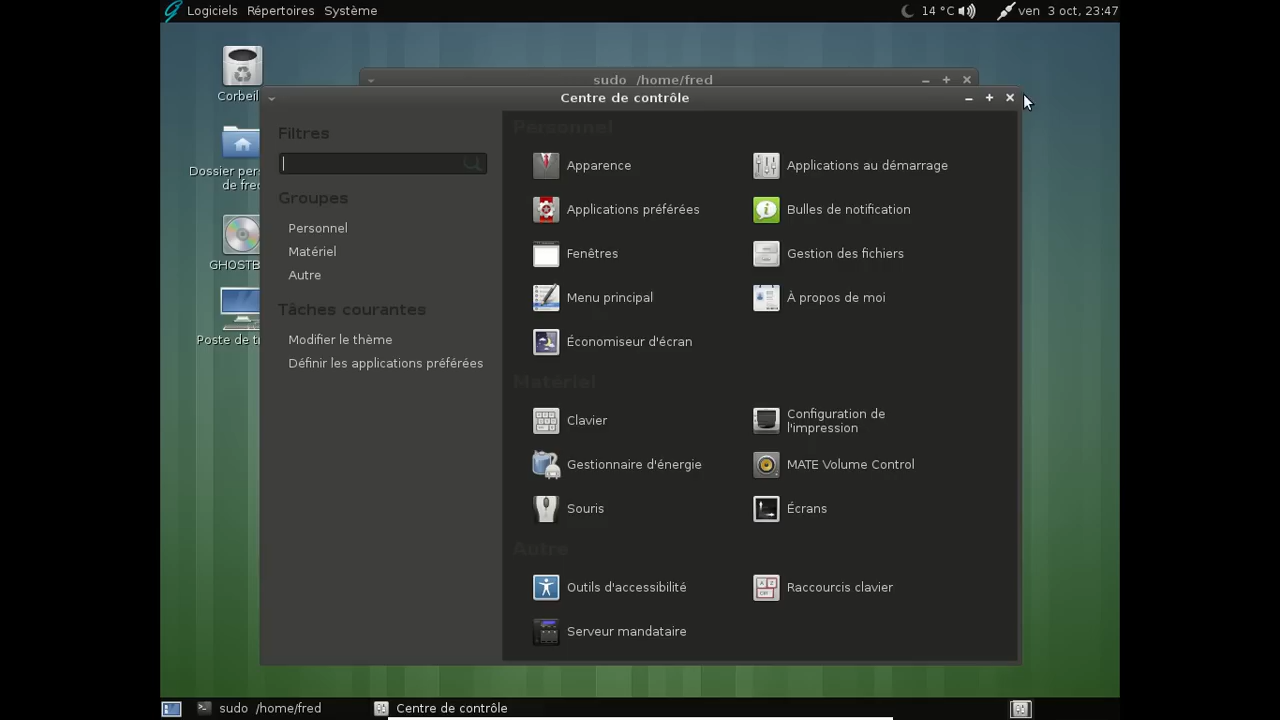 Logiciels Répertoires Système
14 °C
ven 3 oct, 23:47
Corbeil
Dossier per
de fred
GHOSTB
Poste de t
sudo /home/fred
Centre de contrôle
Filtres
Groupes
Personnel
Matériel
Autre
Tâches courantes
Modifier le thème
Définir les applications préférées
Personnel
Apparence
Applications au démarrage
Applications préférées
Bulles de notification
Fenêtres
Gestion des fichiers
Menu principal
À propos de moi
Économiseur d'écran
Matériel
Clavier
Configuration de
l'impression
Gestionnaire d'énergie
MATE Volume Control
Souris
Écrans
Autre
Outils d'accessibilité
Raccourcis clavier
Serveur mandataire
sudo /home/fred
Centre de contrôle